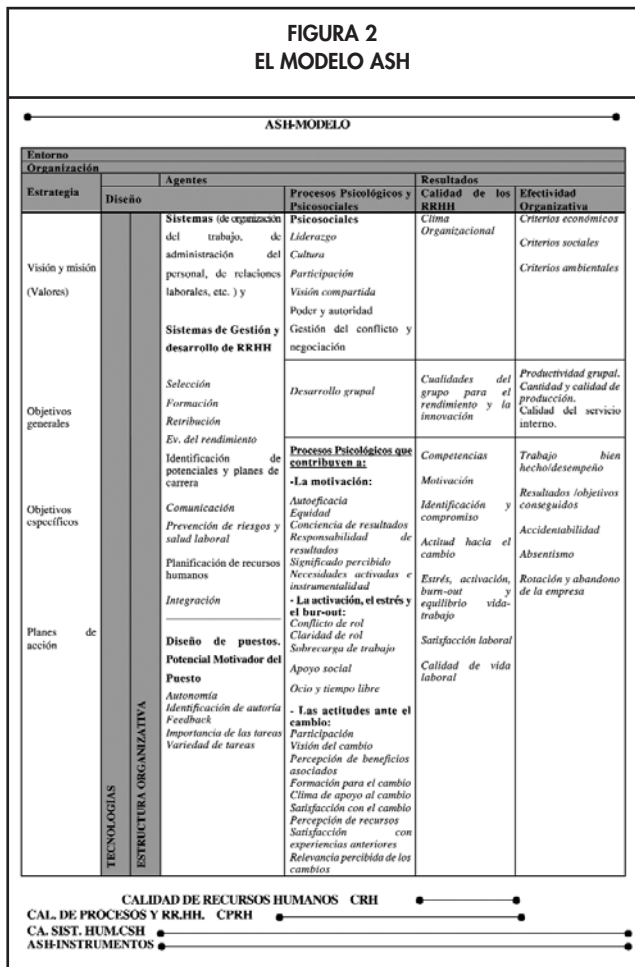 FIGURA 2
EL MODELO ASH
ASH-MODELO
Entorno
Organización
Estrategia
Diseño
Agentes
Procesos Psicológicos y
Psicosociales
Resultados
Calidad de los
RRHH
Efectividad
Organizativa
Visión y misión
(Valores)
Objetivos
generales
Objetivos
específicos
Planes de
acción
TECNOLOGIAS
ESTRUCTURA ORGANIZATIVA
Sistemas (de organización
del trabajo, de
administración del
personal, de relaciones
laborales, etc. ) y
Sistemas de Gestión y
desarrollo de RRHH
Selección
Formación
Retribución
Ev. del rendimiento
Identificación de
potenciales y planes de
carrera
Comunicación
Prevención de riesgos y
salud laboral
Planificación de recursos
humanos
Integración
Diseño de puestos.
Potencial Motivador del
Puesto
Autonomía
Identificación de autoría
Feedback
Importancia de las tareas
Variedad de tareas
Psicosociales
Liderazgo
Cultura
Participación
Visión compartida
Poder y autoridad
Gestión del conflicto y
negociación
Desarrollo grupal
Procesos Psicológicos que
contribuyen a:
-La motivación:
Autoeficacia
Equidad
Conciencia de resultados
Responsabilidad de
resultados
Significado percibido
Necesidades activadas e
instrumentalidad
- La activación, el estrés y
el bur-out:
Conflicto de rol
Claridad de rol
Sobrecarga de trabajo
Apoyo social
Ocio y tiempo libre
- Las actitudes ante el
cambio:
Participación
Visión del cambio
Percepción de beneficios
asociados
Formación para el cambio
Clima de apoyo al cambio
Satisfacción con el cambio
Percepción de recursos
Satisfacción con
experiencias anteriores
Relevancia percibida de los
cambios
Clima
Organizacional
Cualidades del
grupo para el
rendimiento y la
innovación
Competencias
Motivación
Identificación y
compromiso
Actitud hacia el
cambio
Estrés, activación,
burn-out y
equilibrio vida-
trabajo
Satisfacción laboral
Calidad de vida
laboral
Criterios económicos
Criterios sociales
Criterios ambientales
Productividad grupal.
Cantidad y calidad de
producción.
Calidad del servicio
interno.
Trabajo bien
hecho/desempeño
Resultados /objetivos
conseguidos
Accidentabilidad
Absentismo
Rotación y abandono
de la empresa
CALIDAD DE RECURSOS HUMANOS CRH
CAL. DE PROCESOS Y RR.HH. CPRH
CA. SIST. HUM.CSH
ASH-INSTRUMENTOS